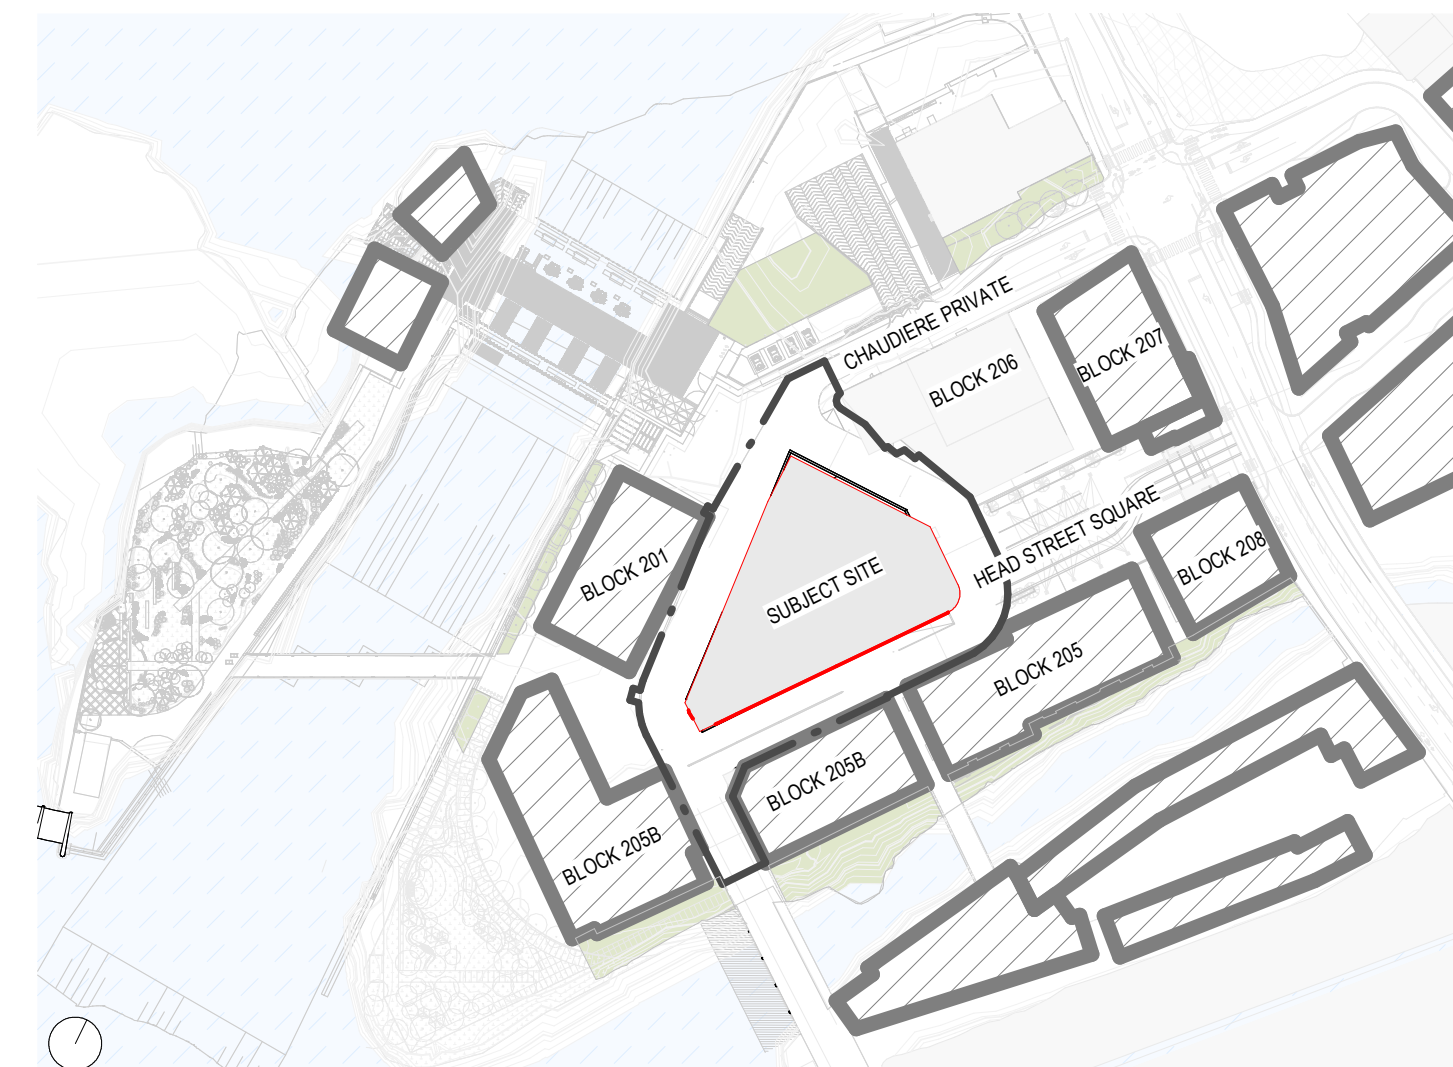 CHAUDIERE PRIVATE
BLOCK 206
BLOCK 207
HEAD STREET SQUARE
BLOCK 201
SUBJECT SITE
BLOCK 208
BLOCK 205
BLOCK 205B
BLOCK 205B